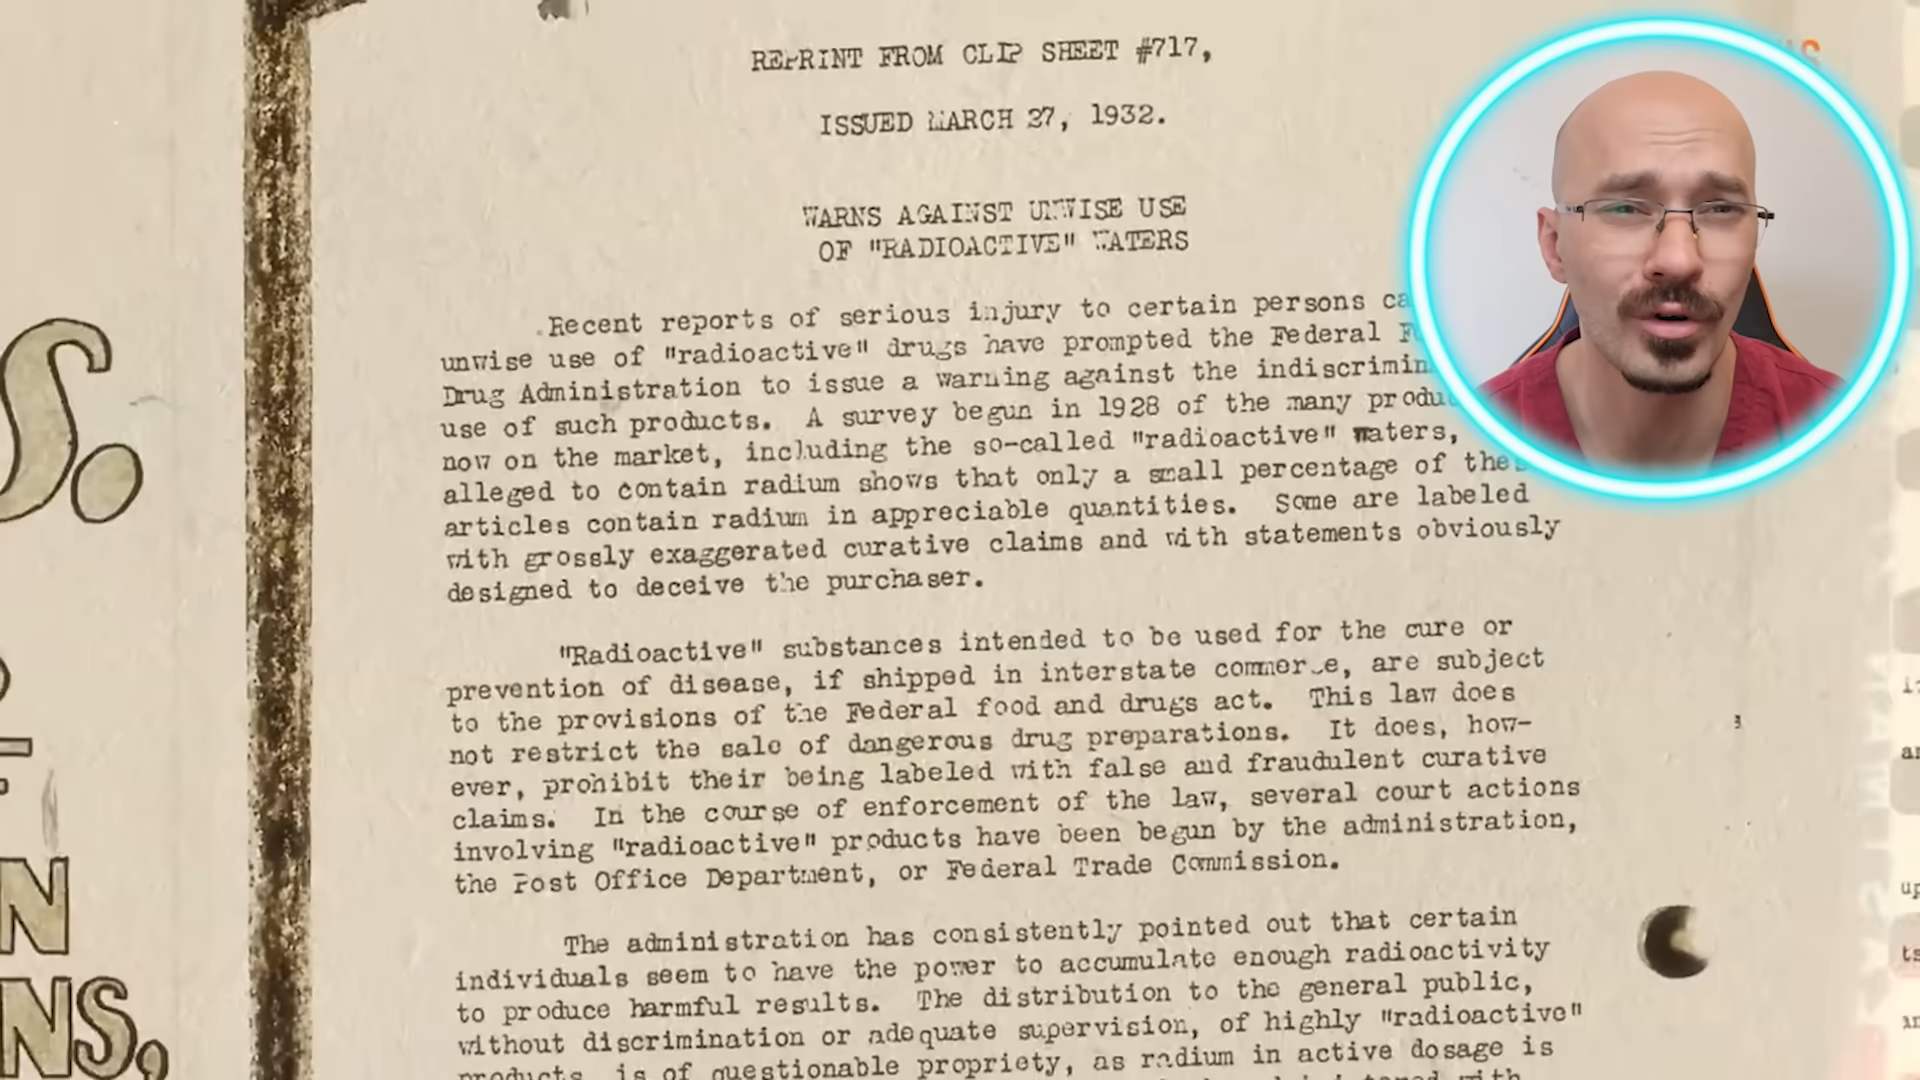 REPRINT FROM CLIP SHEET #717,
ISSUED MARCH 27, 1932.
WARNS AGAINST UNWISE USE
OF "RADIOACTIVE" WATERS
Recent reports of serious injury to certain persons
unwise use of "radioactive" drugs have prompted the Federal
Drug Administration to issue a warning against the
use of such products. A survey begun in 1928 of the many
now on the market, including the so-called "radioactive" waters,
alleged to contain radium shows that only a small percentage of
articles contain radium in appreciable quantities. Some are labeled
with grossly exaggerated curative claims and with statements obviously
designed to deceive the purchaser.
"Radioactive" substances intended to be used for the cure or
prevention of disease, if shipped in interstate commerce, are subject
to the provisions of the Federal food and drugs act. This law does
not restrict the sale of dangerous drug preparations. It does, how-
ever, prohibit their being labeled with false and fraudulent curative
claims. In the course of enforcement of the law, several court actions
involving "radioactive" products have been begun by the administration,
the Post Office Department, or Federal Trade Commission.
The administration has consistently pointed out that certain
individuals seem to have the power to accumulate enough radioactivity
to produce harmful results. The distribution to the general public,
without discrimination or adequate supervision, of highly "radioactive"
products, is of questionable propriety, as radium in active dosage is